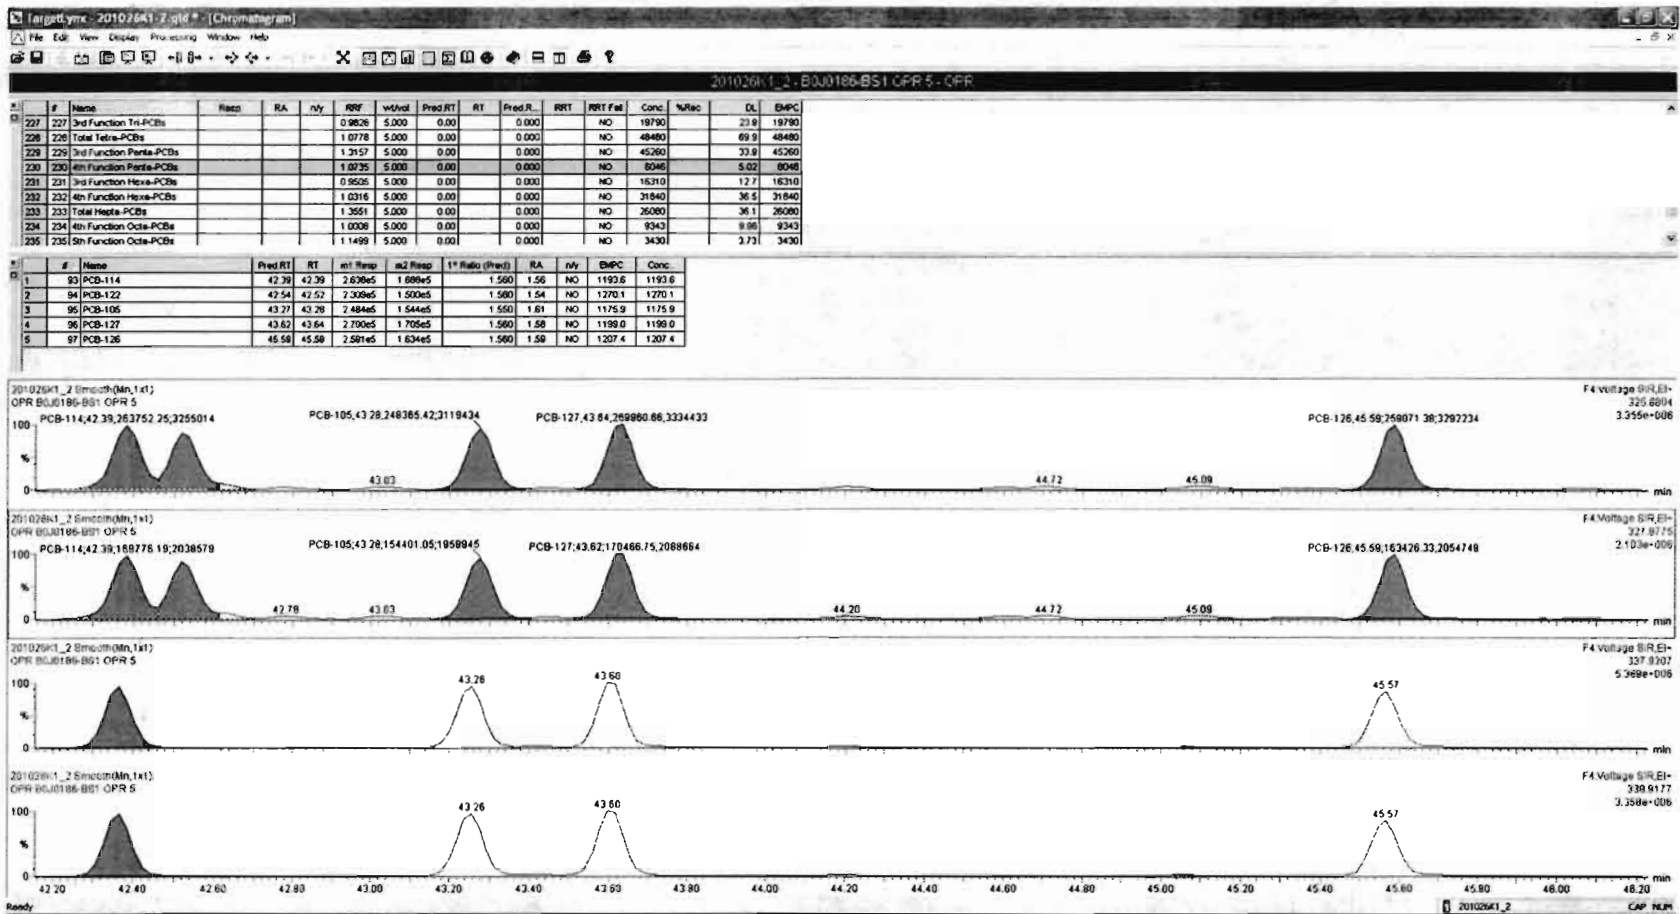 TargetLynx - 201026K1-2.qld * - [Chromatogram]
File Edit View Display Processing Window Help
201026K1_2 - B0J0186-BS1 OPR 5 - OPR
# Name Resp RA n/y RRF wt/vol Pred.RT RT Pred.R... RRT RRT Fail Conc. %Rec DL EMPC
227 227 3rd Function Tri-PCBs 0.9826 5.000 0.00 0.000 NO 19790 23.9 19790
228 228 Total Tetra-PCBs 1.0778 5.000 0.00 0.000 NO 48480 69.9 48480
229 229 3rd Function Penta-PCBs 1.3157 5.000 0.00 0.000 NO 45260 33.9 45260
230 230 4th Function Penta-PCBs 1.0735 5.000 0.00 0.000 NO 6046 5.02 6046
231 231 3rd Function Hexa-PCBs 0.9505 5.000 0.00 0.000 NO 16310 12.7 16310
232 232 4th Function Hexa-PCBs 1.0316 5.000 0.00 0.000 NO 31840 36.5 31840
233 233 Total Hepta-PCBs 1.3551 5.000 0.00 0.000 NO 26080 36.1 26080
234 234 4th Function Octa-PCBs 1.0008 5.000 0.00 0.000 NO 9343 9343
235 235 5th Function Octa-PCBs 1.1499 5.000 0.00 0.000 NO 3430 3.73 3430
# Name Pred.RT RT m1 Resp m2 Resp 1° Ratio (Pred) RA n/y EMPC Conc.
1 93 PCB-114 42.39 42.39 2.638e5 1.688e5 1.560 1.56 NO 1193.6 1193.6
2 94 PCB-122 42.54 42.52 2.309e5 1.500e5 1.560 1.54 NO 1270.1 1270.1
3 95 PCB-105 43.27 43.28 2.484e5 1.544e5 1.550 1.61 NO 1175.9 1175.9
4 96 PCB-127 43.62 43.64 2.700e5 1.705e5 1.560 1.58 NO 1199.0 1199.0
5 97 PCB-126 45.59 45.59 2.591e5 1.634e5 1.560 1.59 NO 1207.4 1207.4
201026K1_2 Smooth(Mn,1x1)
OPR B0J0186-BS1 OPR 5
F4:Voltage SIR,EI+
325.8804
3.355e+006
PCB-114;42.39;263752.25;3255014
PCB-105;43.28;248365.42;3119434
PCB-127;43.64;269960.66;3334433
PCB-126;45.59;259071.38;3292234
100
%
0
43.03 44.72 45.09
min
201026K1_2 Smooth(Mn,1x1)
OPR B0J0186-BS1 OPR 5
F4:Voltage SIR,EI+
327.8775
2.103e+006
PCB-114;42.39;168776.19;2038578
PCB-105;43.28;154401.05;1958945
PCB-127;43.62;170466.75;2088664
PCB-126;45.59;163426.33;2054748
100
%
0
42.78 43.03 44.20 44.72 45.09
min
201026K1_2 Smooth(Mn,1x1)
OPR B0J0186-BS1 OPR 5
F4:Voltage SIR,EI+
337.9207
5.369e+006
43.26 43.60 45.57
100
%
0
min
201026K1_2 Smooth(Mn,1x1)
OPR B0J0186-BS1 OPR 5
F4:Voltage SIR,EI+
339.9177
3.358e+006
43.26 43.60 45.57
100
%
0
min
42.20 42.40 42.60 42.80 43.00 43.20 43.40 43.60 43.80 44.00 44.20 44.40 44.60 44.80 45.00 45.20 45.40 45.60 45.80 46.00 46.20
Ready 201026K1_2 CAP NUM